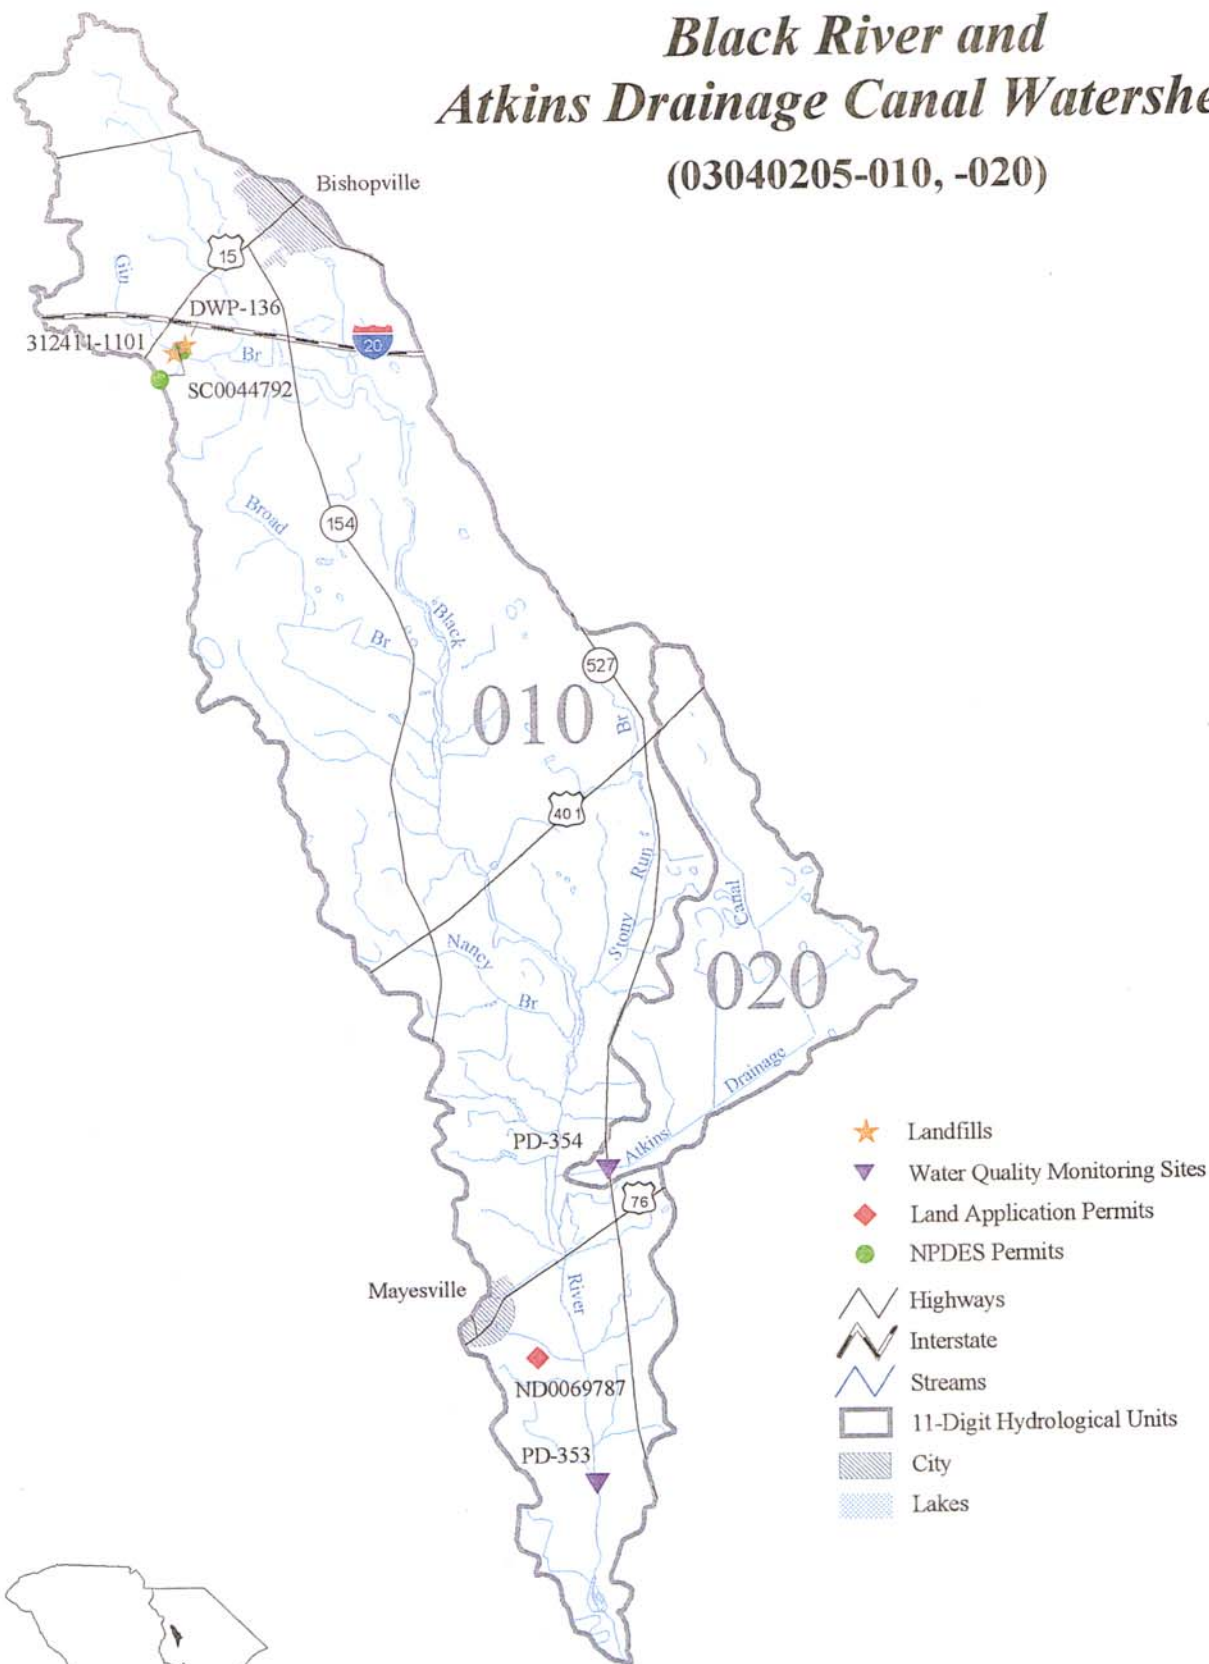 Black River and
Atkins Drainage Canal Watershe
(03040205-010, -020)
Bishopville
15
Gin
DWP-136
312411-1101
20
Br
SC0044792
Broad
154
Black
Br
527
010
Br
401
Run
Canal
Stony
Nancy
020
Br
Drainage
PD-354
Atkins
76
Mayesville
River
ND0069787
PD-353
Landfills
Water Quality Monitoring Sites
Land Application Permits
NPDES Permits
Highways
Interstate
Streams
11-Digit Hydrological Units
City
Lakes